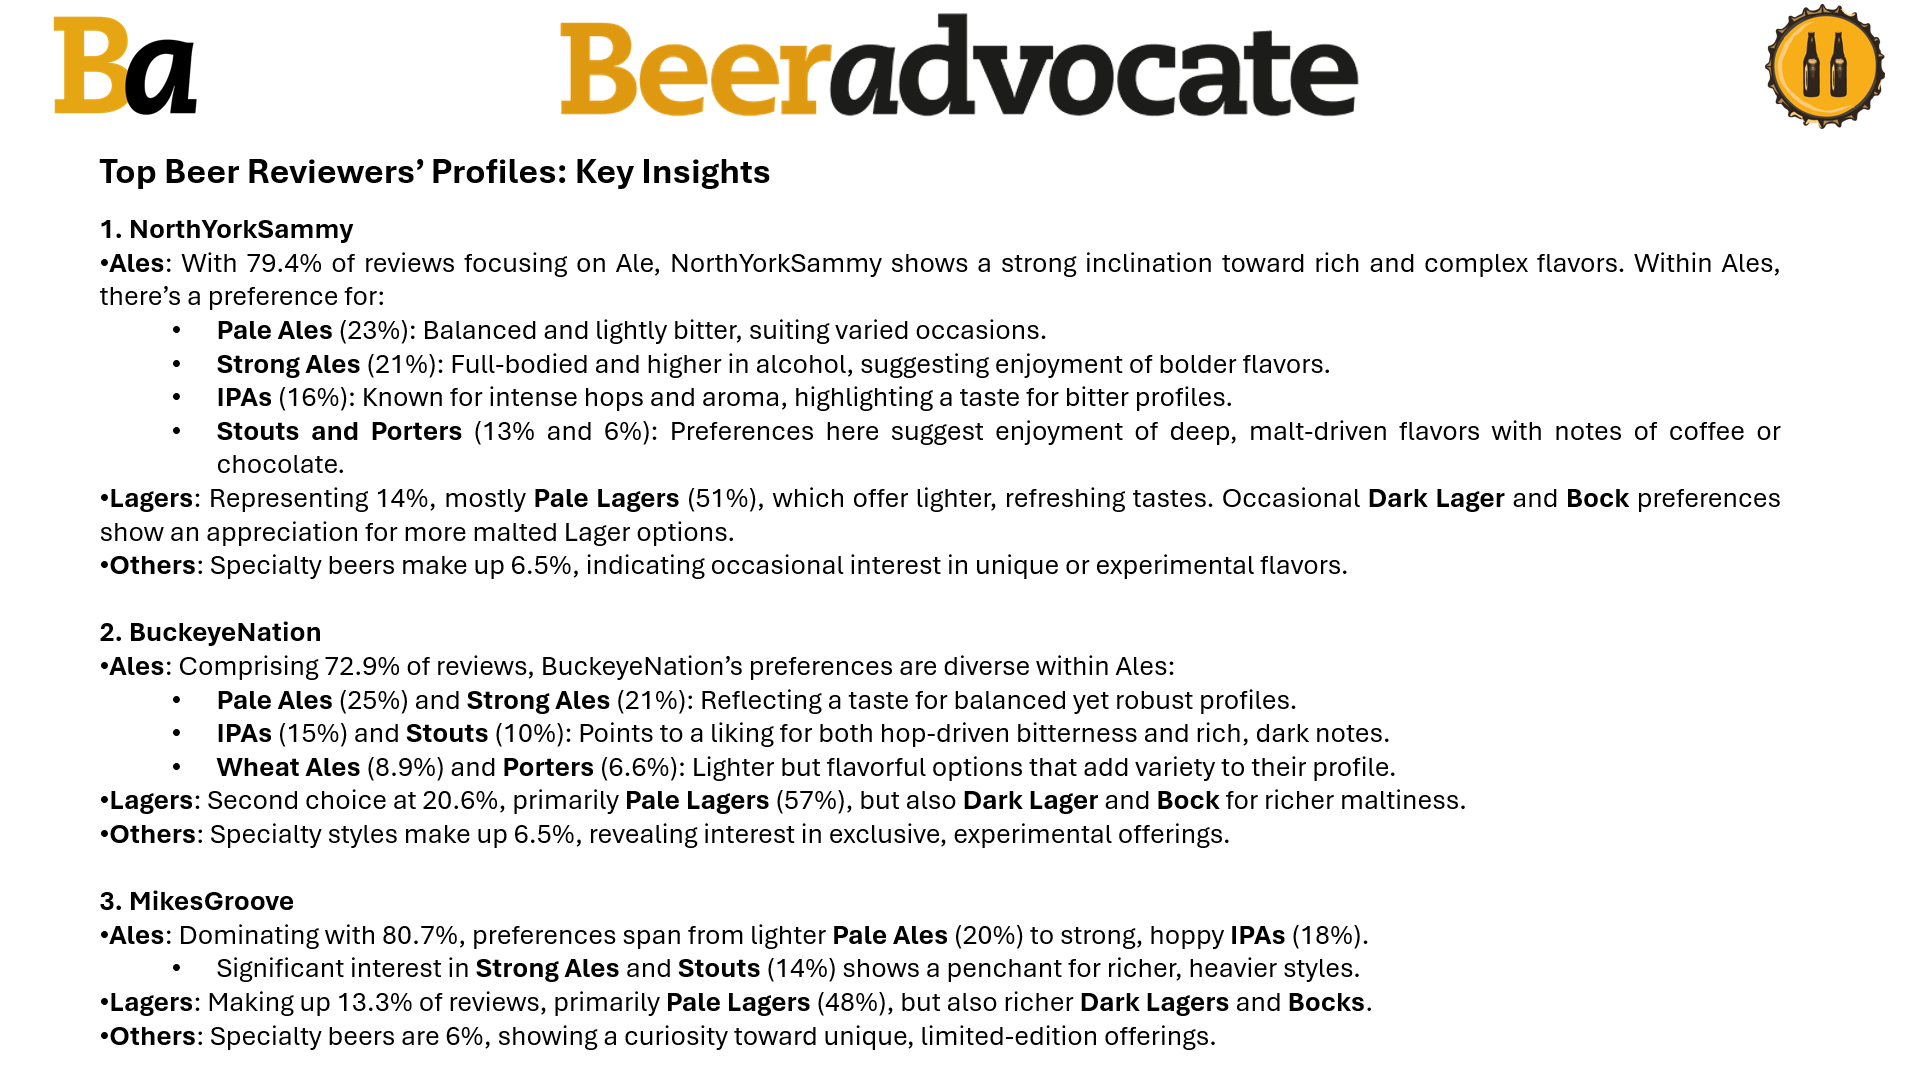 Ba
Beeradvocate
Top Beer Reviewers’ Profiles: Key Insights
1. NorthYorkSammy
•Ales: With 79.4% of reviews focusing on Ale, NorthYorkSammy shows a strong inclination toward rich and complex flavors. Within Ales,
there’s a preference for:
• Pale Ales (23%): Balanced and lightly bitter, suiting varied occasions.
• Strong Ales (21%): Full-bodied and higher in alcohol, suggesting enjoyment of bolder flavors.
• IPAs (16%): Known for intense hops and aroma, highlighting a taste for bitter profiles.
• Stouts and Porters (13% and 6%): Preferences here suggest enjoyment of deep, malt-driven flavors with notes of coffee or
chocolate.
•Lagers: Representing 14%, mostly Pale Lagers (51%), which offer lighter, refreshing tastes. Occasional Dark Lager and Bock preferences
show an appreciation for more malted Lager options.
•Others: Specialty beers make up 6.5%, indicating occasional interest in unique or experimental flavors.
2. BuckeyeNation
•Ales: Comprising 72.9% of reviews, BuckeyeNation’s preferences are diverse within Ales:
• Pale Ales (25%) and Strong Ales (21%): Reflecting a taste for balanced yet robust profiles.
• IPAs (15%) and Stouts (10%): Points to a liking for both hop-driven bitterness and rich, dark notes.
• Wheat Ales (8.9%) and Porters (6.6%): Lighter but flavorful options that add variety to their profile.
•Lagers: Second choice at 20.6%, primarily Pale Lagers (57%), but also Dark Lager and Bock for richer maltiness.
•Others: Specialty styles make up 6.5%, revealing interest in exclusive, experimental offerings.
3. MikesGroove
•Ales: Dominating with 80.7%, preferences span from lighter Pale Ales (20%) to strong, hoppy IPAs (18%).
• Significant interest in Strong Ales and Stouts (14%) shows a penchant for richer, heavier styles.
•Lagers: Making up 13.3% of reviews, primarily Pale Lagers (48%), but also richer Dark Lagers and Bocks.
•Others: Specialty beers are 6%, showing a curiosity toward unique, limited-edition offerings.